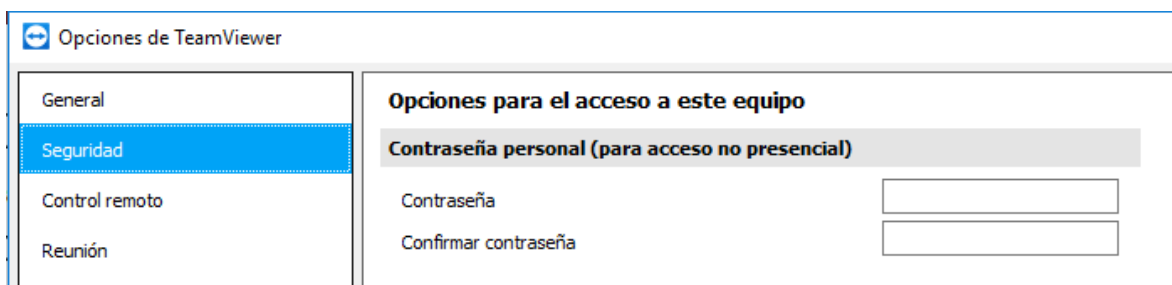 Opciones de TeamViewer
General
Seguridad
Control remoto
Reunión
Opciones para el acceso a este equipo
Contraseña personal (para acceso no presencial)
Contraseña
Confirmar contraseña